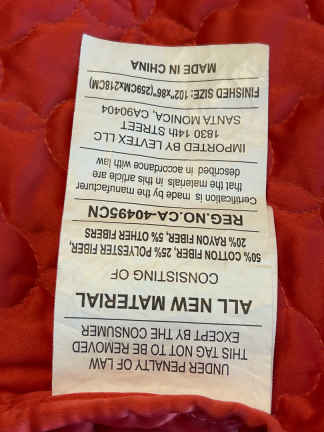 UNDER PENALTY OF LAW
THIS TAG NOT TO BE REMOVED
EXCEPT BY THE CONSUMER
ALL NEW MATERIAL
CONSISTING OF
50% COTTON FIBER, 25% POLYESTER FIBER,
20% RAYON FIBER, 5% OTHER FIBERS
REG.NO.CA-40495CN
Certification is made by the manufacturer
that the materials in this article are
described in accordance with law
IMPORTED BY LEVTEX LLC
1830 14th STREET
SANTA MONICA, CA90404
FINISHED SIZE: 102"x86"(259CMx218CM)
MADE IN CHINA